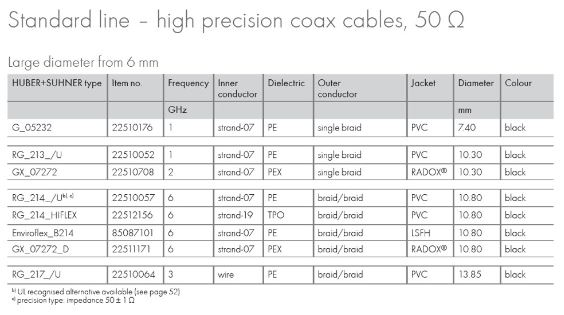 Standard line – high precision coax cables, 50 Ω
Large diameter from 6 mm
HUBER+SUHNER type Item no. Frequency Inner conductor Dielectric Outer conductor Jacket Diameter Colour
GHz mm
G_05232 22510176 1 strand-07 PE single braid PVC 7.40 black
RG_213_/U 22510052 1 strand-07 PE single braid PVC 10.30 black
GX_07272 22510708 2 strand-07 PEX single braid RADOX® 10.30 black
RG_214_/U b) e) 22510057 6 strand-07 PE braid/braid PVC 10.80 black
RG_214_HIFLEX 22512156 6 strand-19 TPO braid/braid PVC 10.80 black
Enviroflex_B214 85087101 6 strand-07 PE braid/braid LSFH 10.80 black
GX_07272_D 22511171 6 strand-07 PEX braid/braid RADOX® 10.80 black
RG_217_/U 22510064 3 wire PE braid/braid PVC 13.85 black
b) UL recognised alternative available (see page 52)
e) precision type: impedance 50 ± 1 Ω